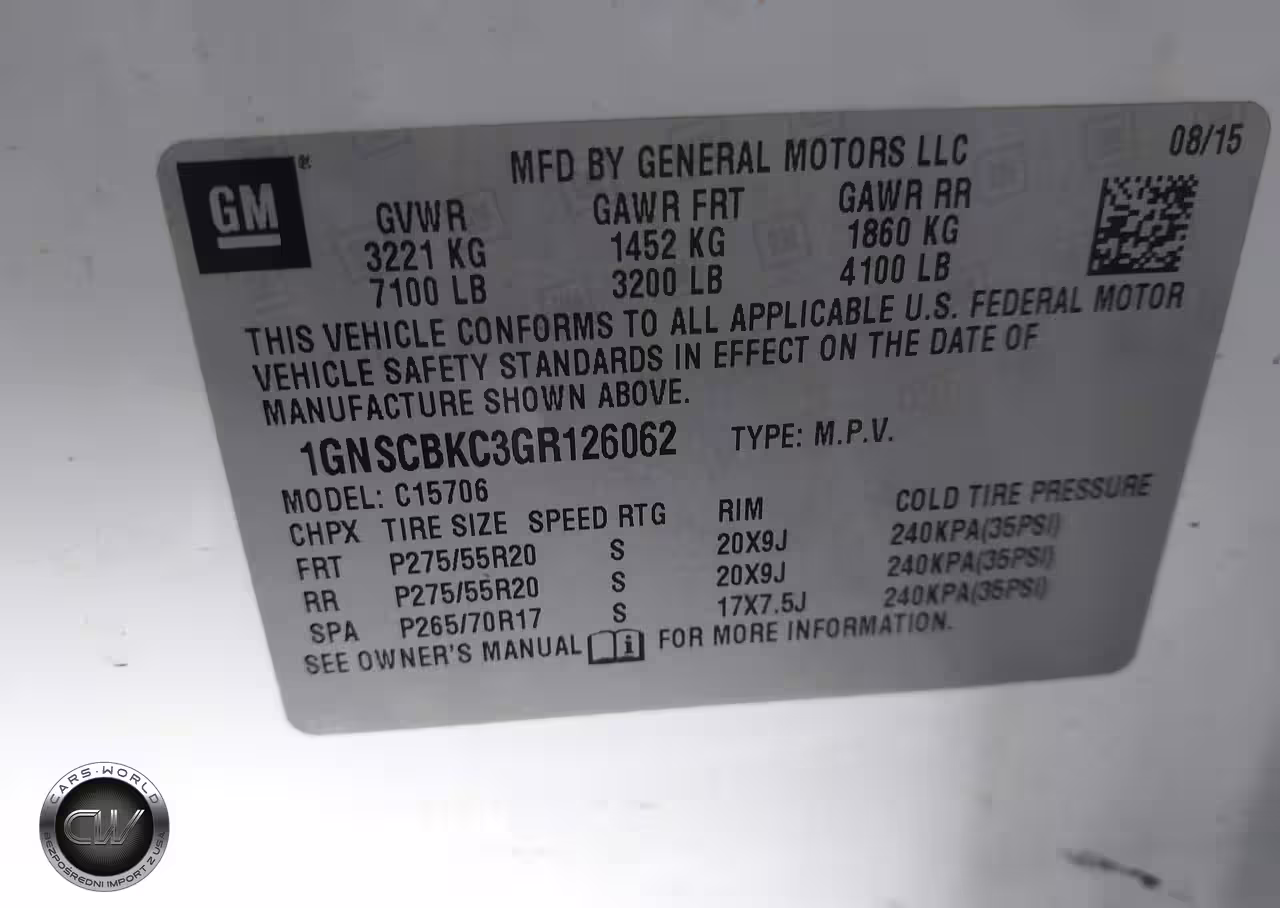 GM®
MFD BY GENERAL MOTORS LLC
08/15
GVWR GAWR FRT GAWR RR
3221 KG 1452 KG 1860 KG
7100 LB 3200 LB 4100 LB
THIS VEHICLE CONFORMS TO ALL APPLICABLE U.S. FEDERAL MOTOR
VEHICLE SAFETY STANDARDS IN EFFECT ON THE DATE OF
MANUFACTURE SHOWN ABOVE.
1GNSCBKC3GR126062 TYPE: M.P.V.
MODEL: C15706
CHPX TIRE SIZE SPEED RTG RIM COLD TIRE PRESSURE
FRT P275/55R20 S 20X9J 240KPA(35PSI)
RR P275/55R20 S 20X9J 240KPA(35PSI)
SPA P265/70R17 S 17X7.5J 240KPA(35PSI)
SEE OWNER'S MANUAL i FOR MORE INFORMATION.
CARS-WORLD
CW
BEZPOŚREDNI IMPORT Z USA